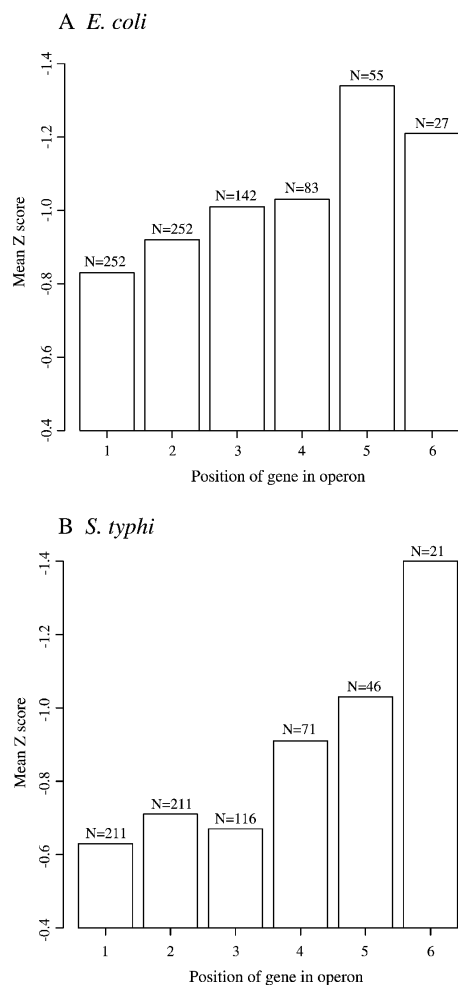 A E. coli
-1.4
-1.2
-1.0
-0.8
-0.6
-0.4
Mean Z score
N=252
N=252
N=142
N=83
N=55
N=27
1 2 3 4 5 6
Position of gene in operon
B S. typhi
-1.4
-1.2
-1.0
-0.8
-0.6
-0.4
Mean Z score
N=211
N=211
N=116
N=71
N=46
N=21
1 2 3 4 5 6
Position of gene in operon